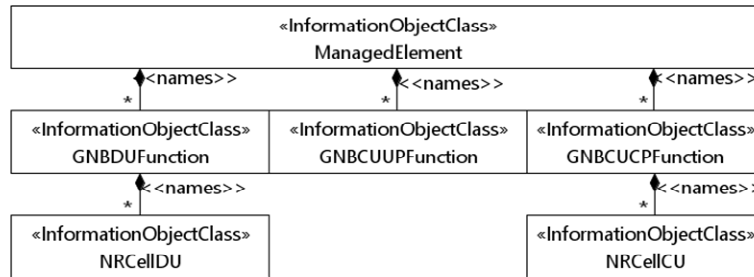 «InformationObjectClass»
ManagedElement
<<names>> <<names>> <<names>>
* * *
«InformationObjectClass» «InformationObjectClass» «InformationObjectClass»
GNBDUFunction GNBCUUPFunction GNBCUCPFunction
<<names>> <<names>>
* *
«InformationObjectClass» «InformationObjectClass»
NRCellDU NRCellCU